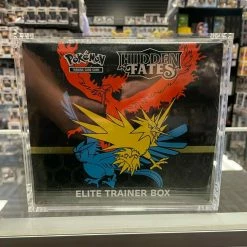 Pokémon
TRADING CARD GAME
HIDDEN
FATES
ELITE TRAINER BOX